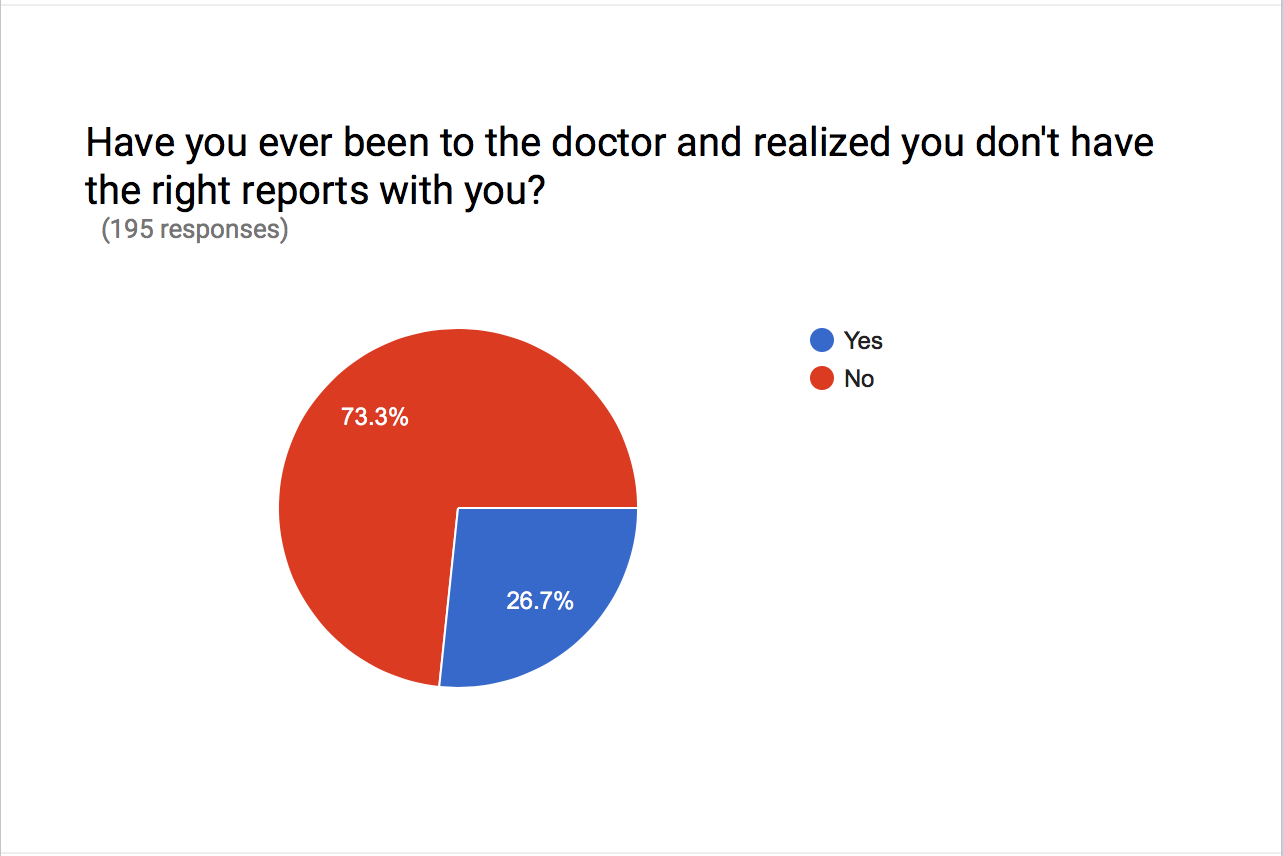 Have you ever been to the doctor and realized you don't have
the right reports with you?
(195 responses)
Yes
No
73.3%
26.7%